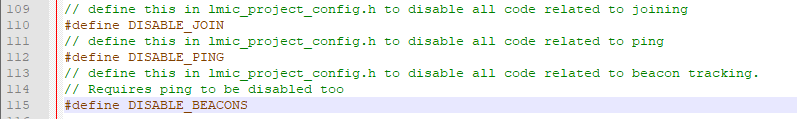 109 // define this in lmic_project_config.h to disable all code related to joining
110 #define DISABLE_JOIN
111 // define this in lmic_project_config.h to disable all code related to ping
112 #define DISABLE_PING
113 // define this in lmic_project_config.h to disable all code related to beacon tracking.
114 // Requires ping to be disabled too
115 #define DISABLE_BEACONS